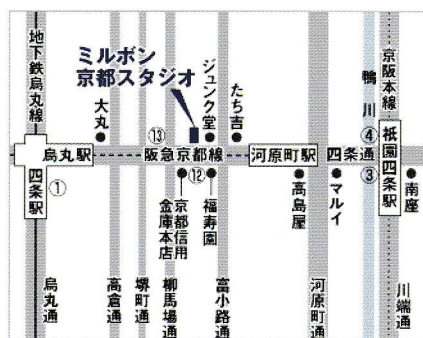 地下鉄烏丸線
ミルボン
京都スタジオ
ジュンク堂
たち吉
鴨川
京阪本線
大丸
⑬
④
烏丸駅
阪急京都線
河原町駅
四条通
祇園四条駅
四条駅
①
⑫
③
京都信用
金庫本店
福寿園
高島屋
マルイ
南座
烏丸通
高倉通
堺町通
柳馬場通
富小路通
河原町通
川端通